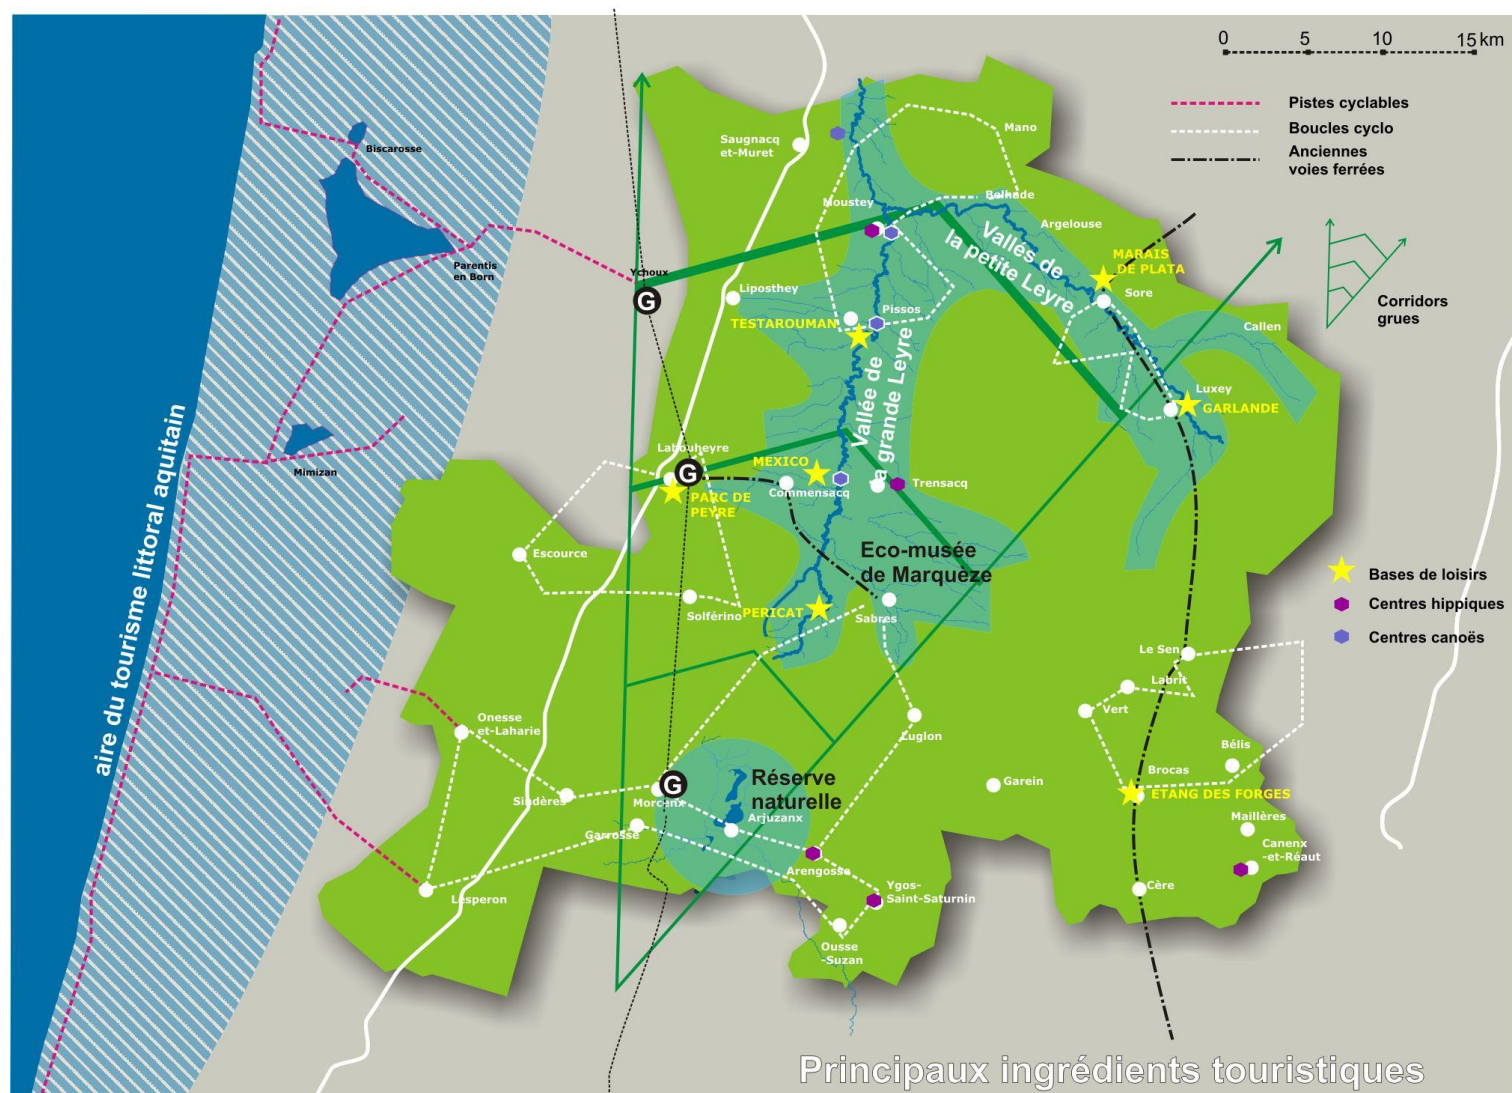 0 5 10 15 km
Pistes cyclables
Boucles cyclo
Anciennes
voies ferrées
Corridors
grues
Bases de loisirs
Centres hippiques
Centres canoës
aire du tourisme littoral aquitain
Biscarosse
Parentis
en Born
Mimizan
Saugnacq
et-Muret
Mano
Moustey
Belhade
Argelouse
Vallés de
la petite Leyre
MARAIS
DE PLATA
Sore
Callen
Ychoux
G
Liposthey
TESTAROUMAN
Pissos
Vallée de
la grande Leyre
Luxey
GARLANDE
Labouheyre
G
PARC DE
PEYRE
MEXICO
Commensacq
Trensacq
Escource
Eco-musée
de Marquèze
Solférino
PERICAT
Sabres
Le Sen
Labrit
Vert
Onesse
et-Laharie
Luglon
Bélis
Brocas
Garein
G
Réserve
naturelle
Sindères
Morcenx
Arjuzanx
ETANG DES FORGES
Maillères
Garrosse
Canenx
-et-Réaut
Arengosse
Lesperon
Ygos-
Saint-Saturnin
Cère
Ousse
-Suzan
Principaux ingrédients touristiques